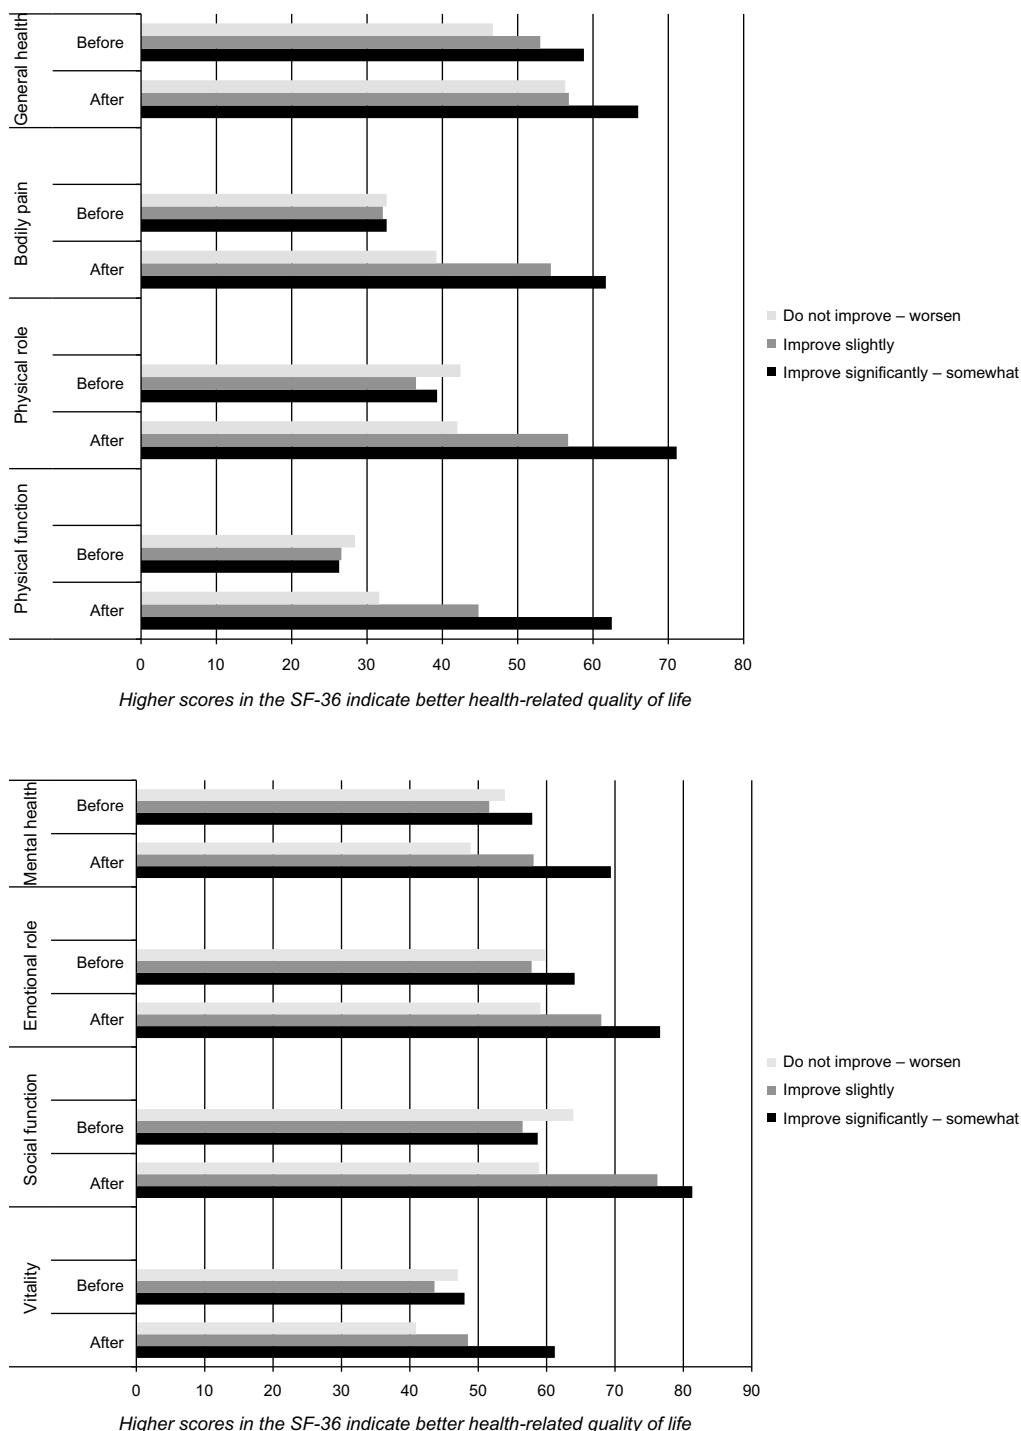 General health
Before
After
Bodily pain
Before
After
Physical role
Before
After
Physical function
Before
After
0 10 20 30 40 50 60 70 80
Higher scores in the SF-36 indicate better health-related quality of life
Do not improve – worsen
Improve slightly
Improve significantly – somewhat
Mental health
Before
After
Emotional role
Before
After
Social function
Before
After
Vitality
Before
After
0 10 20 30 40 50 60 70 80 90
Higher scores in the SF-36 indicate better health-related quality of life
Do not improve – worsen
Improve slightly
Improve significantly – somewhat